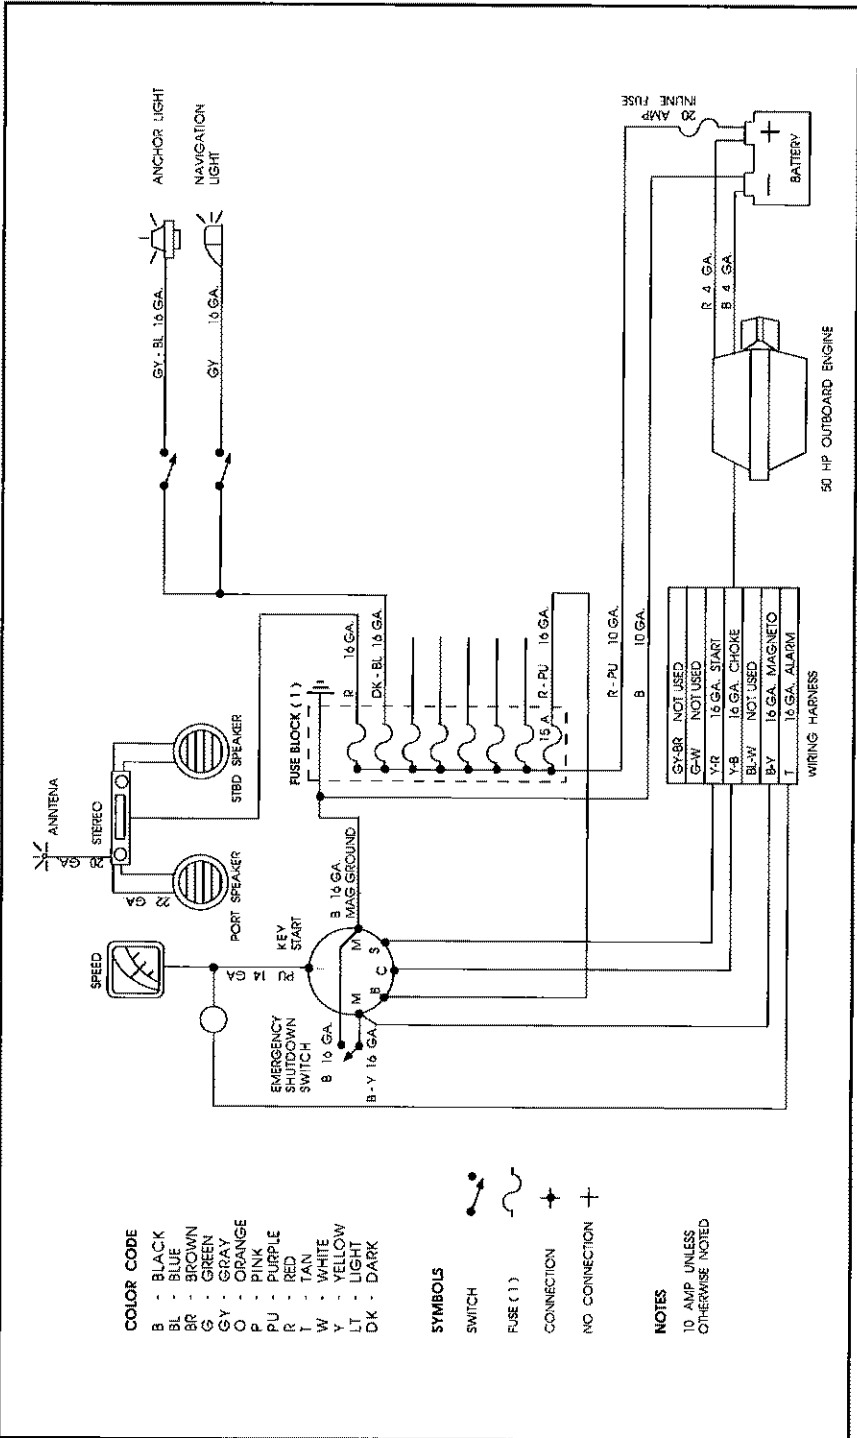 COLOR CODE
B - BLACK
BL - BLUE
BR - BROWN
G - GREEN
GY - GRAY
O - ORANGE
P - PINK
PU - PURPLE
R - RED
T - TAN
W - WHITE
Y - YELLOW
LT - LIGHT
DK - DARK
SYMBOLS
SWITCH
FUSE ( 1 )
CONNECTION
NO CONNECTION
NOTES
10 AMP UNLESS
OTHERWISE NOTED
SPEED
ANNTENA
20 GA.
STEREO
22 GA.
PORT SPEAKER
STBD SPEAKER
PU 14 GA
KEY
START
EMERGENCY
SHUTDOWN
SWITCH
B 16 GA.
B - Y 16 GA.
M
M
B
C
S
B 16 GA.
MAG GROUND
FUSE BLOCK ( 1 )
R 16 GA.
DK - BL 16 GA.
15 A
R - PU 16 GA.
R - PU 10 GA.
B 10 GA.
GY - BL 16 GA.
ANCHOR LIGHT
GY 16 GA.
NAVIGATION
LIGHT
20 AMP
INLINE FUSE
+
-
BATTERY
R 4 GA.
B 4 GA.
50 HP OUTBOARD ENGINE
GY-BR NOT USED
G-W NOT USED
Y-R 16 GA. START
Y-B 16 GA. CHOKE
BL-W NOT USED
B-Y 16 GA. MAGNETO
T 16 GA. ALARM
WIRING HARNESS